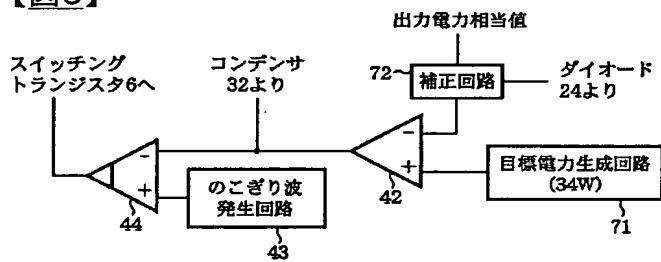 出力電力相当値
スイッチング
トランジスタ6へ
コンデンサ
32より
72
補正回路
ダイオード
24より
-
+
42
目標電力生成回路
(34W)
71
-
+
44
のこぎり波
発生回路
43